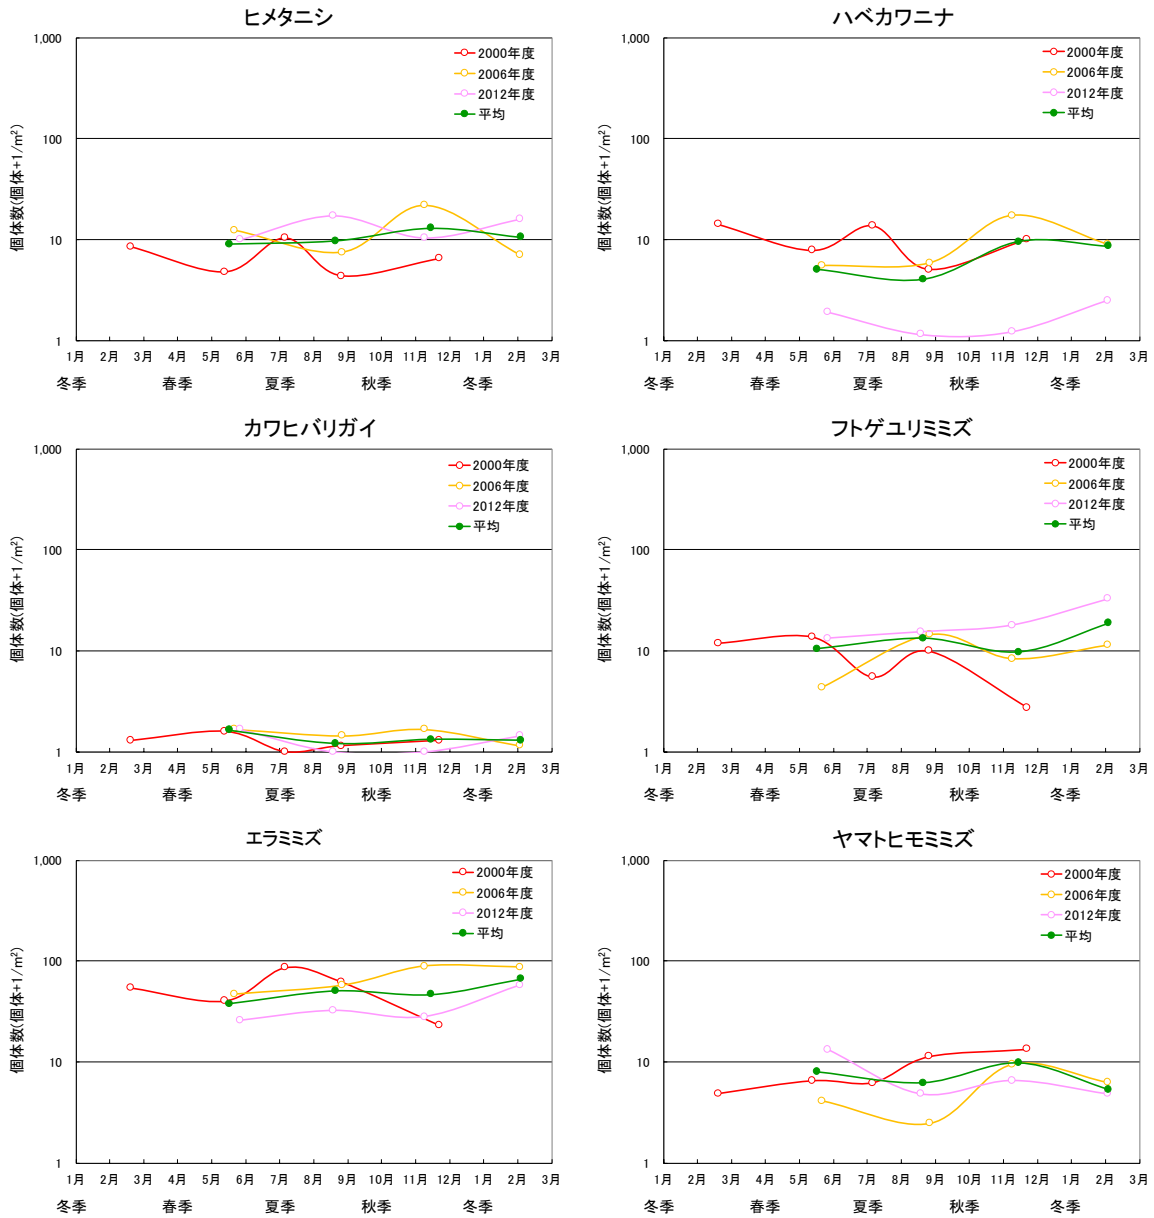 ヒメタニシ
個体数(個体+1/m²)
1,000
100
10
1
2000年度
2006年度
2012年度
平均
1月 2月 3月 4月 5月 6月 7月 8月 9月 10月 11月 12月 1月 2月 3月
冬季 春季 夏季 秋季 冬季
ハベカワニナ
個体数(個体+1/m²)
1,000
100
10
1
2000年度
2006年度
2012年度
平均
1月 2月 3月 4月 5月 6月 7月 8月 9月 10月 11月 12月 1月 2月 3月
冬季 春季 夏季 秋季 冬季
カワヒバリガイ
個体数(個体+1/m²)
1,000
100
10
1
2000年度
2006年度
2012年度
平均
1月 2月 3月 4月 5月 6月 7月 8月 9月 10月 11月 12月 1月 2月 3月
冬季 春季 夏季 秋季 冬季
フトゲユリミミズ
個体数(個体+1/m²)
1,000
100
10
1
2000年度
2006年度
2012年度
平均
1月 2月 3月 4月 5月 6月 7月 8月 9月 10月 11月 12月 1月 2月 3月
冬季 春季 夏季 秋季 冬季
エラミミズ
個体数(個体+1/m²)
1,000
100
10
1
2000年度
2006年度
2012年度
平均
1月 2月 3月 4月 5月 6月 7月 8月 9月 10月 11月 12月 1月 2月 3月
冬季 春季 夏季 秋季 冬季
ヤマトヒモミミズ
個体数(個体+1/m²)
1,000
100
10
1
2000年度
2006年度
2012年度
平均
1月 2月 3月 4月 5月 6月 7月 8月 9月 10月 11月 12月 1月 2月 3月
冬季 春季 夏季 秋季 冬季